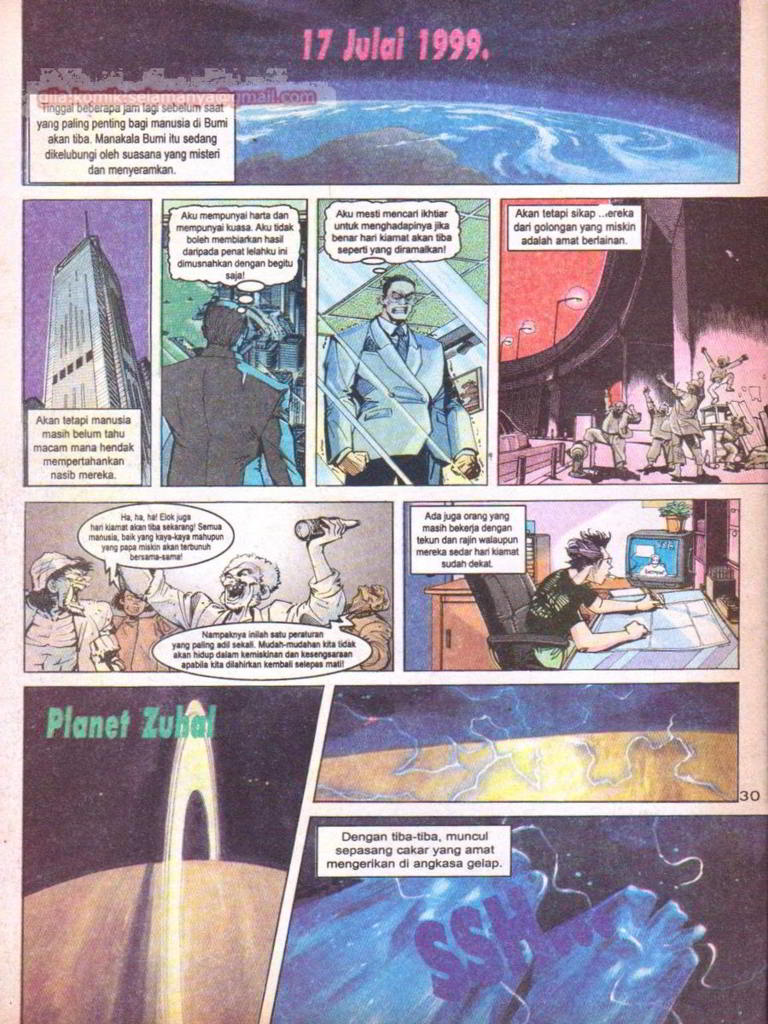 17 Julai 1999.
alfa-komik-selamanya@gmail.com
Tinggal beberapa jam lagi sebelum saat
yang paling penting bagi manusia di Bumi
akan tiba. Manakala Bumi itu sedang
dikelubungi oleh suasana yang misteri
dan menyeramkan.
Akan tetapi manusia
masih belum tahu
macam mana hendak
mempertahankan
nasib mereka.
Aku mempunyai harta dan
mempunyai kuasa. Aku tidak
boleh membiarkan hasil
daripada penat lelahku ini
dimusnahkan dengan begitu
saja!
Aku mesti mencari ikhtiar
untuk menghadapinya jika
benar hari kiamat akan tiba
seperti yang diramalkan!
Akan tetapi sikap ...ereka
dari golongan yang miskin
adalah amat berlainan.
Ha, ha, ha! Elok juga
hari kiamat akan tiba sekarang! Semua
manusia, baik yang kaya-kaya mahupun
yang papa miskin akan terbunuh
bersama-sama!
Nampaknya inilah satu peraturan
yang paling adil sekali. Mudah-mudahan kita tidak
akan hidup dalam kemiskinan dan kesengsaraan
apabila kita dilahirkan kembali selepas mati!
Ada juga orang yang
masih bekerja dengan
tekun dan rajin walaupun
mereka sedar hari kiamat
sudah dekat.
Planet Zuhal
30
Dengan tiba-tiba, muncul
sepasang cakar yang amat
mengerikan di angkasa gelap.
SSH...